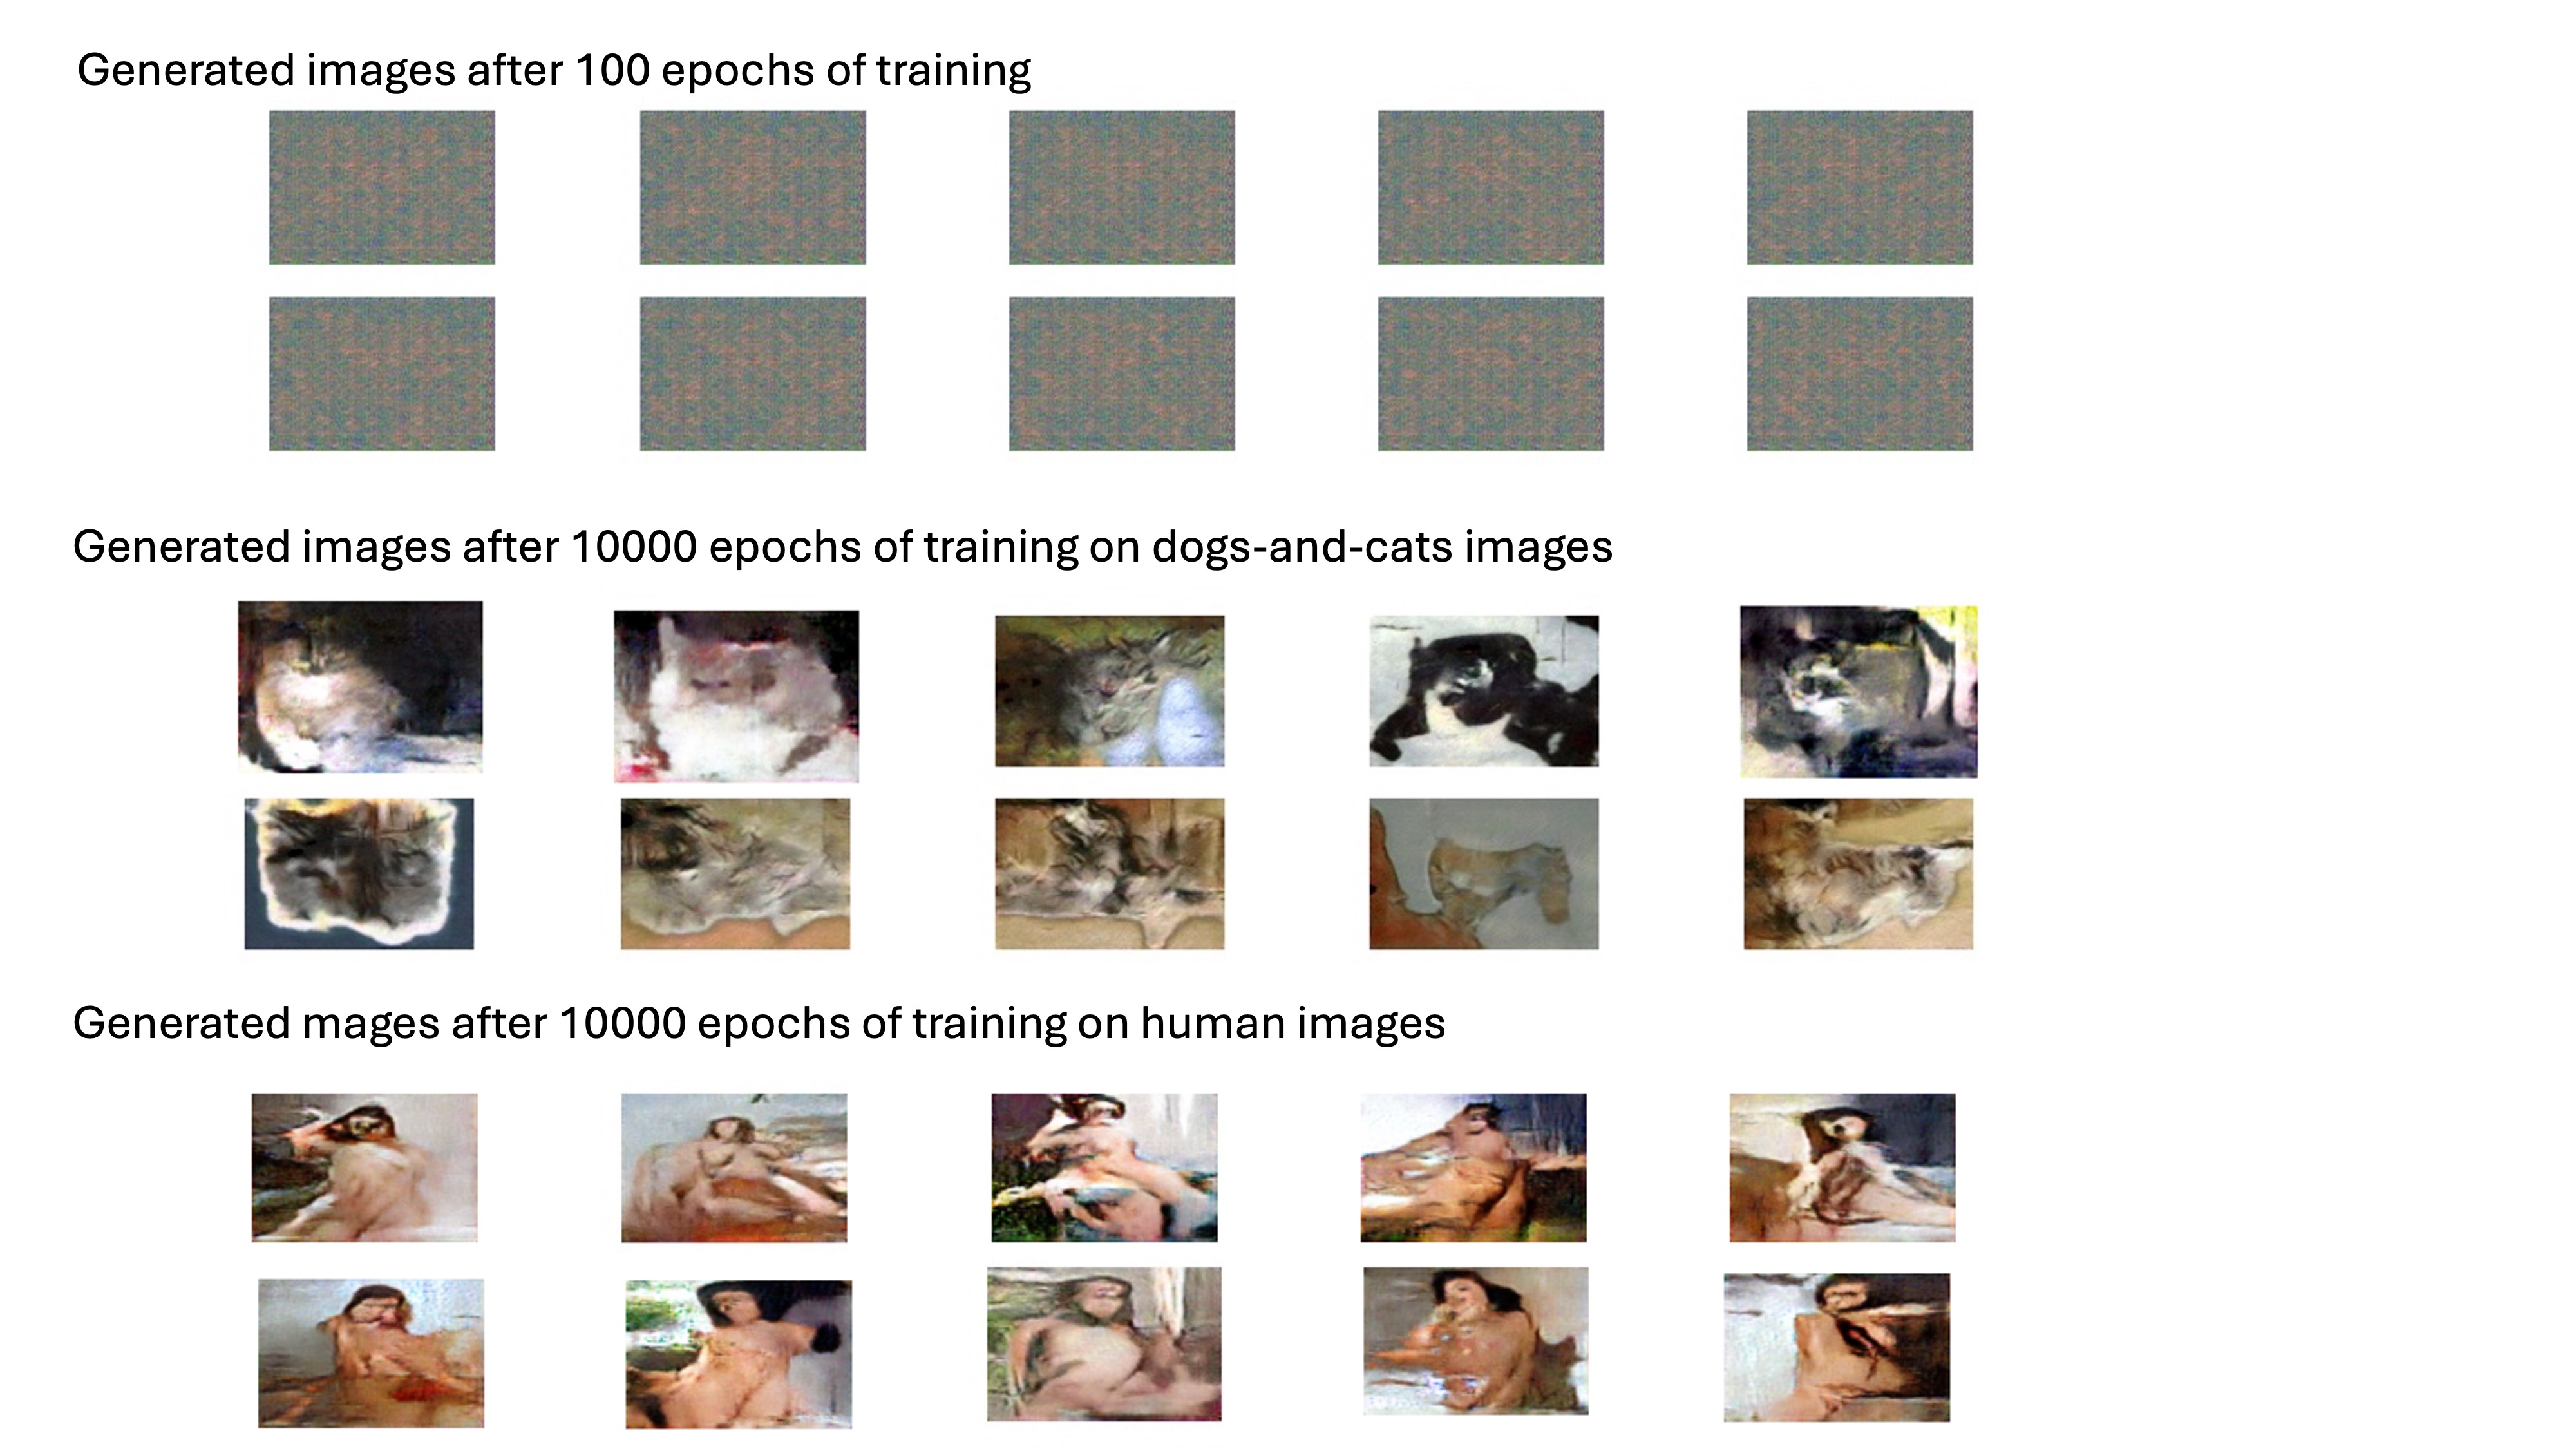 Generated images after 100 epochs of training
Generated images after 10000 epochs of training on dogs-and-cats images
Generated mages after 10000 epochs of training on human images